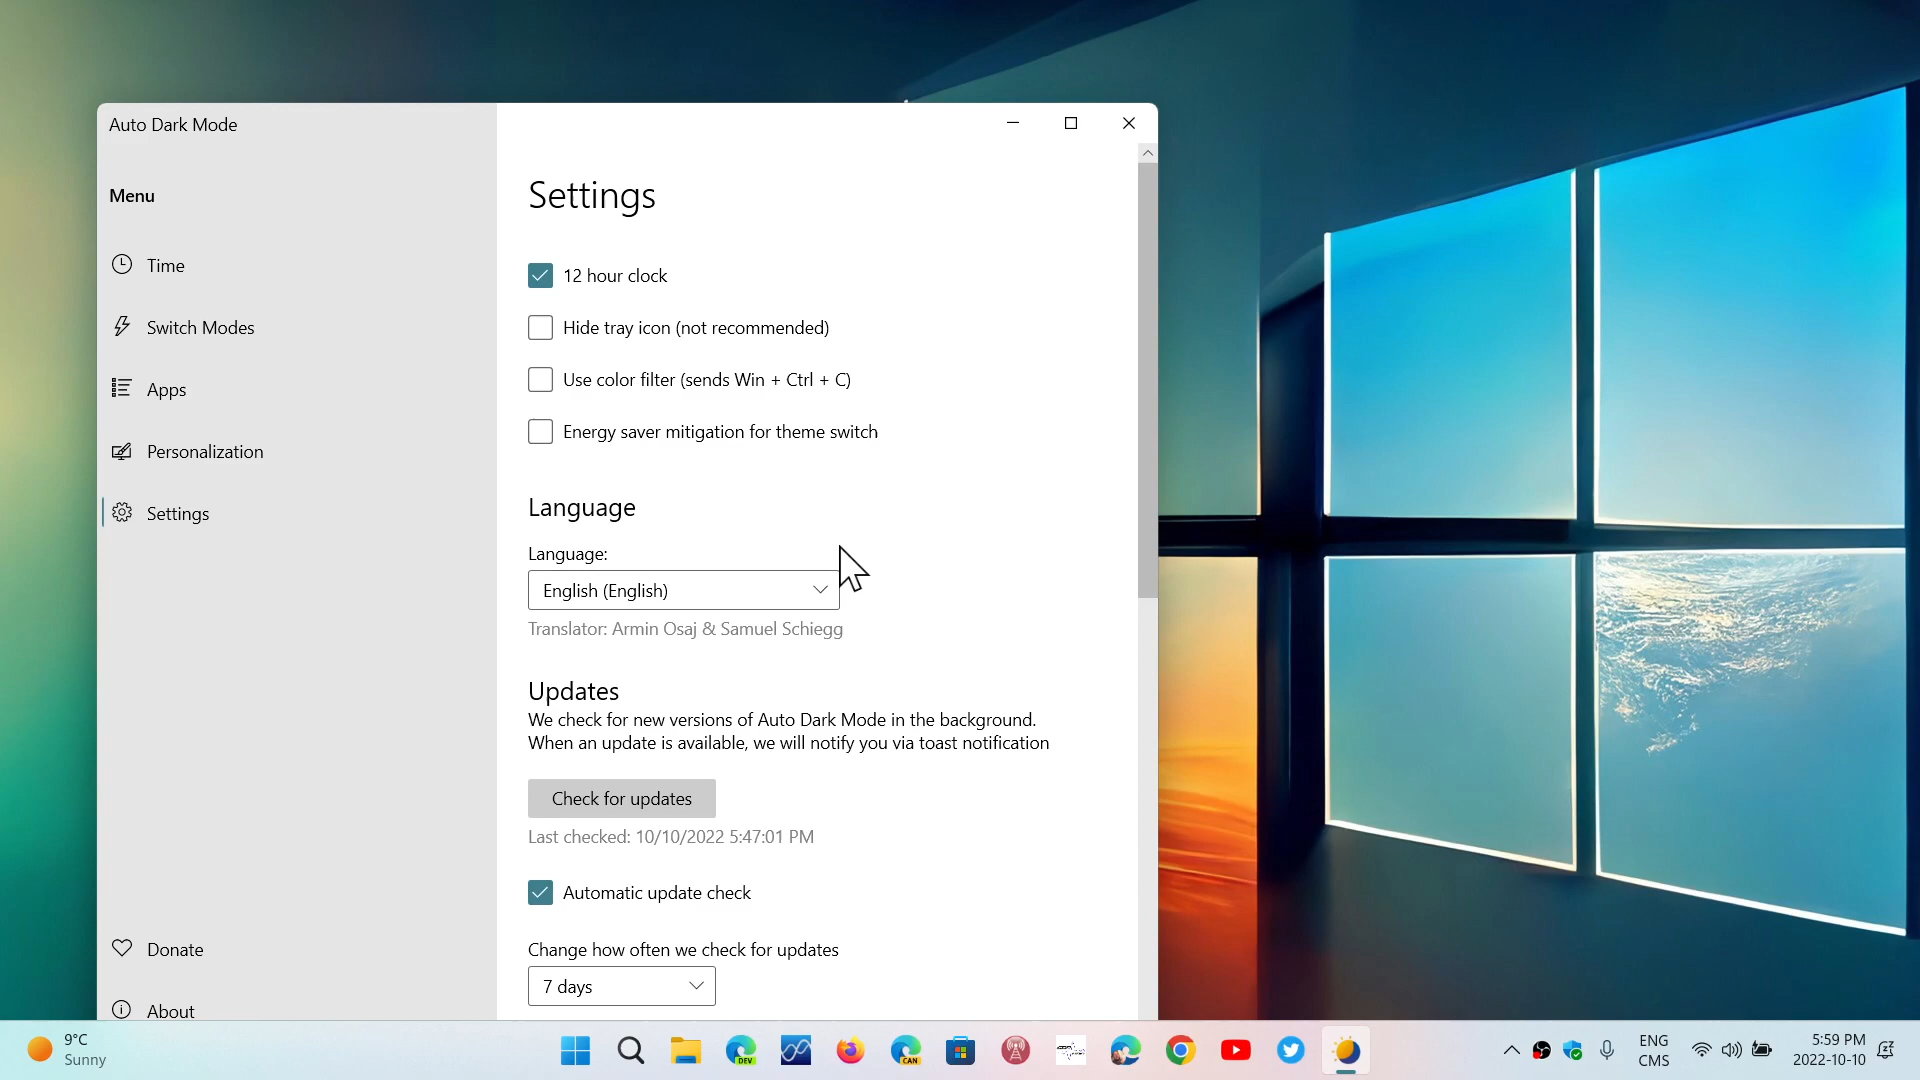 Auto Dark Mode
Menu
Time
Switch Modes
Apps
Personalization
Settings
Donate
About
Settings
12 hour clock
Hide tray icon (not recommended)
Use color filter (sends Win + Ctrl + C)
Energy saver mitigation for theme switch
Language
Language:
English (English)
Translator: Armin Osaj & Samuel Schiegg
Updates
We check for new versions of Auto Dark Mode in the background.
When an update is available, we will notify you via toast notification
Check for updates
Last checked: 10/10/2022 5:47:01 PM
Automatic update check
Change how often we check for updates
7 days
9°C
Sunny
DEV
CAN
ENG
CMS
5:59 PM
2022-10-10